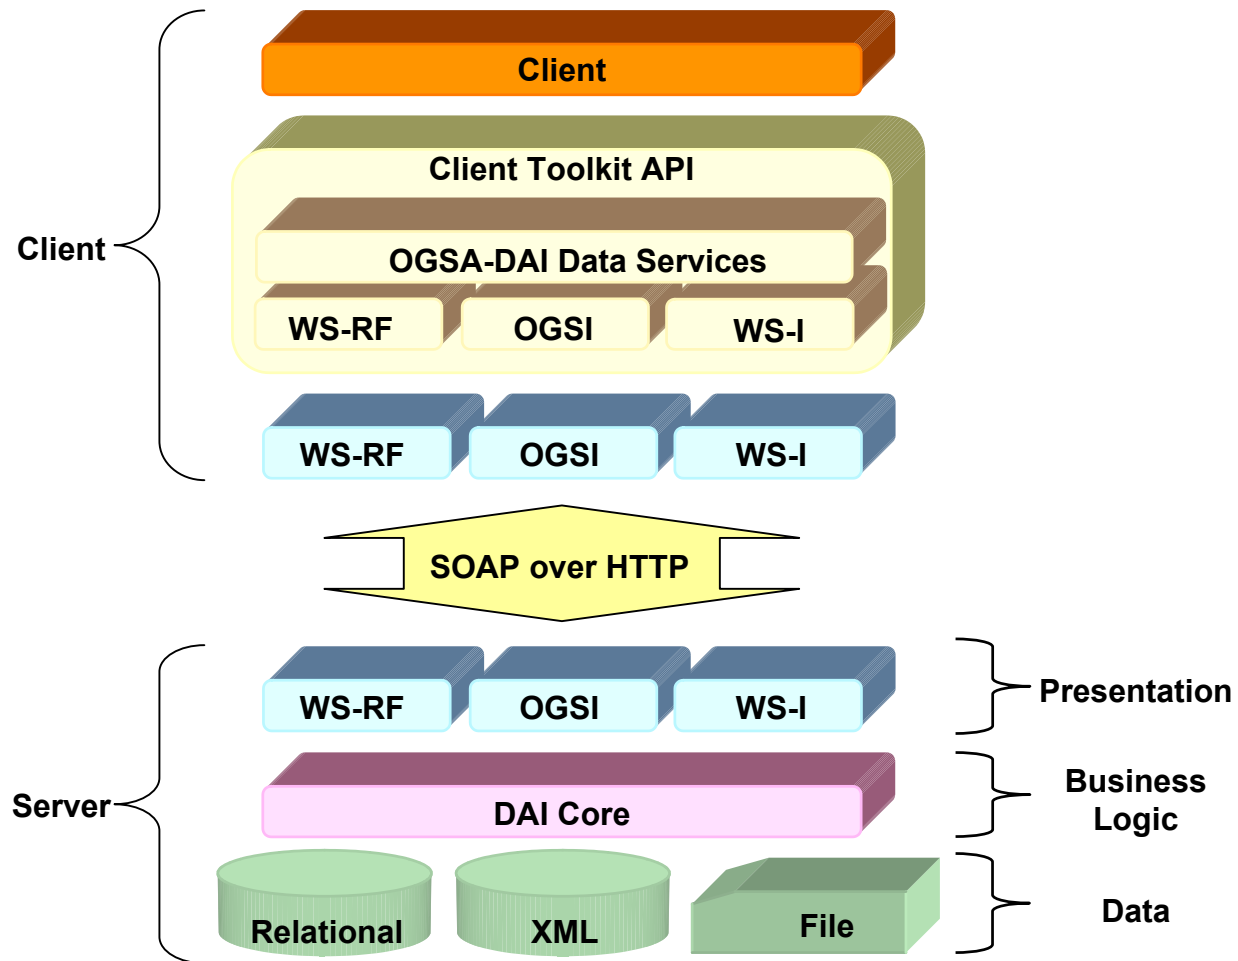 Client
Client Toolkit API
Client
OGSA-DAI Data Services
WS-RF OGSI WS-I
WS-RF OGSI WS-I
SOAP over HTTP
WS-RF OGSI WS-I
Presentation
Server
DAI Core
Business
Logic
Relational XML File
Data